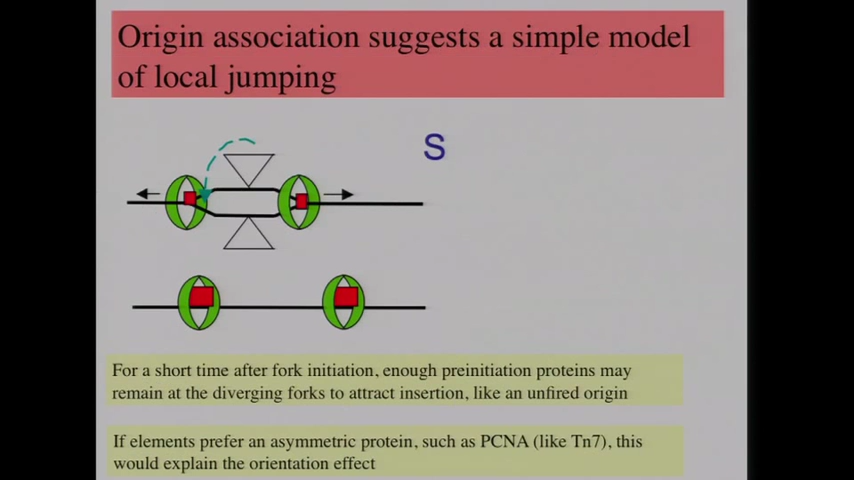 Origin association suggests a simple model
of local jumping
S
For a short time after fork initiation, enough preinitiation proteins may
remain at the diverging forks to attract insertion, like an unfired origin
If elements prefer an asymmetric protein, such as PCNA (like Tn7), this
would explain the orientation effect